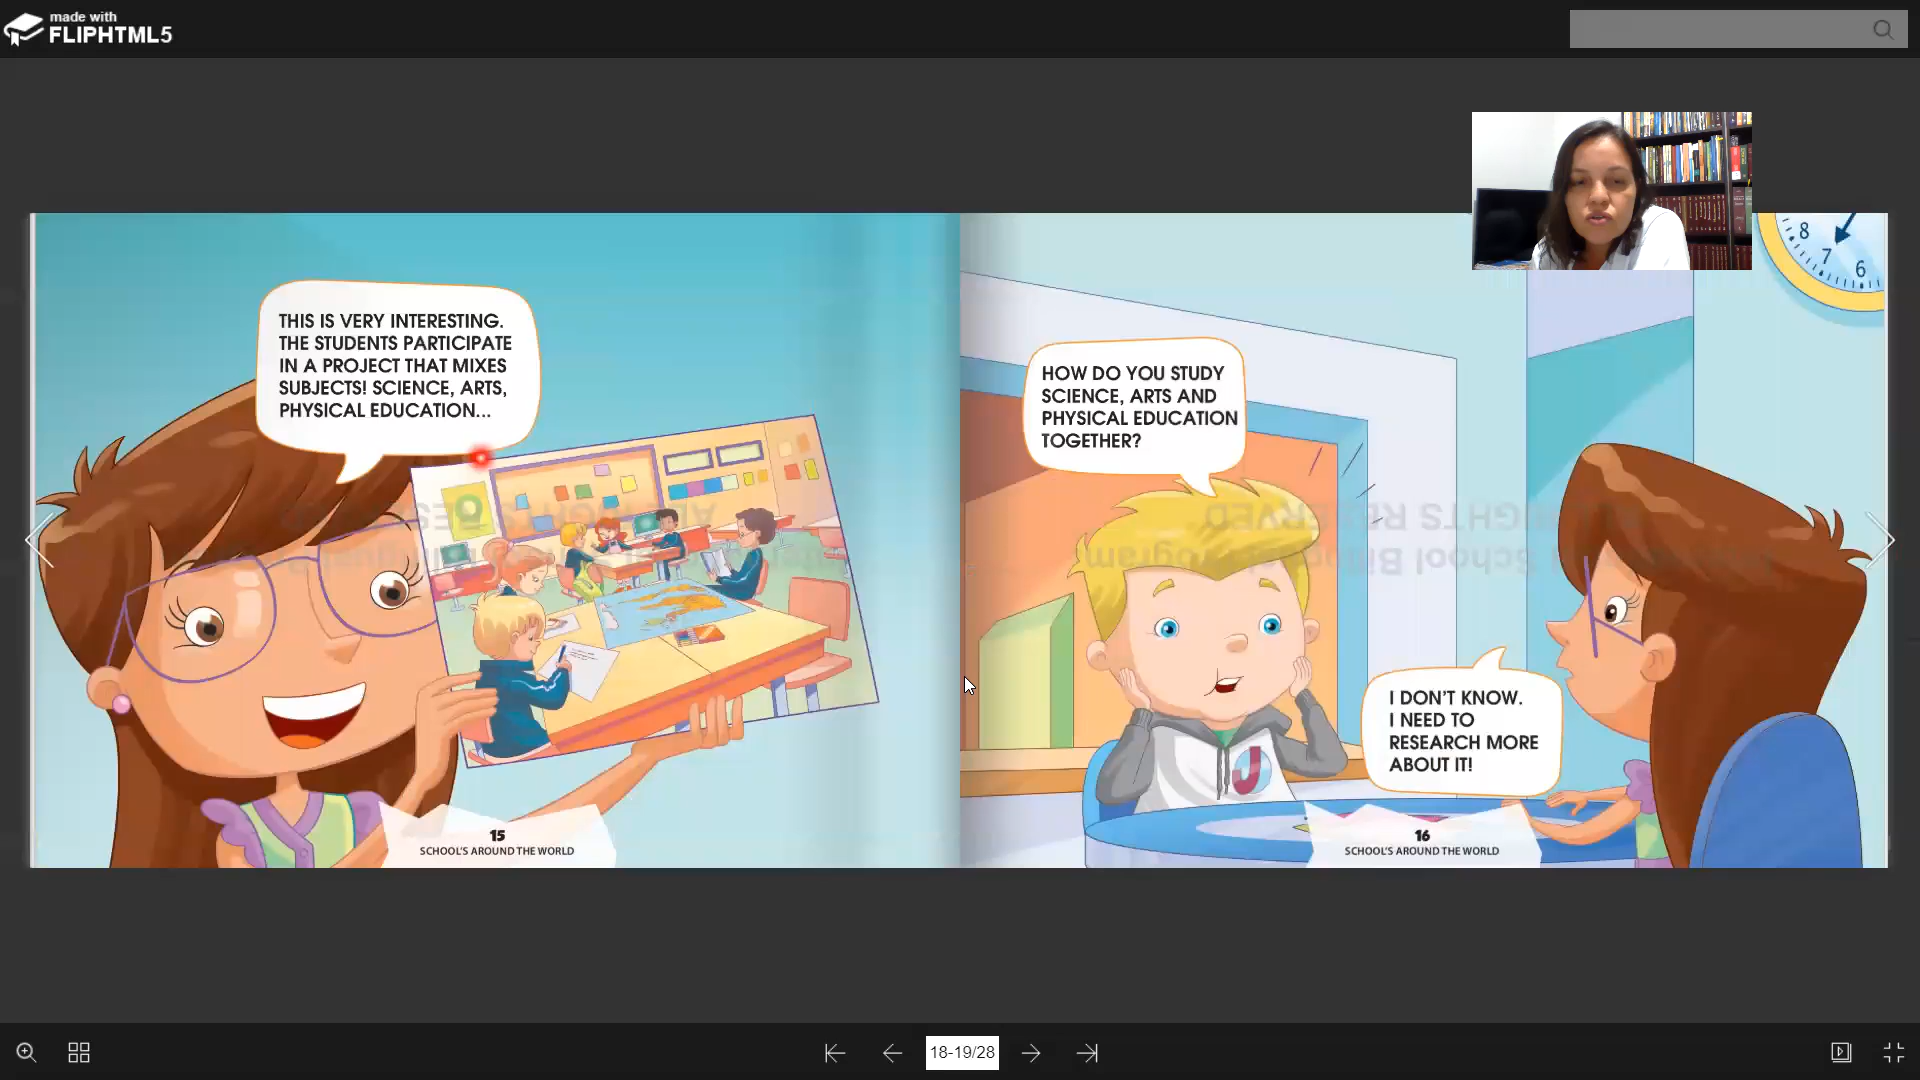 made with
FLIPHTML5
THIS IS VERY INTERESTING.
THE STUDENTS PARTICIPATE
IN A PROJECT THAT MIXES
SUBJECTS! SCIENCE, ARTS,
PHYSICAL EDUCATION...
15
SCHOOL'S AROUND THE WORLD
HOW DO YOU STUDY
SCIENCE, ARTS AND
PHYSICAL EDUCATION
TOGETHER?
I DON'T KNOW.
I NEED TO
RESEARCH MORE
ABOUT IT!
8
7
6
J
16
SCHOOL'S AROUND THE WORLD
18-19/28